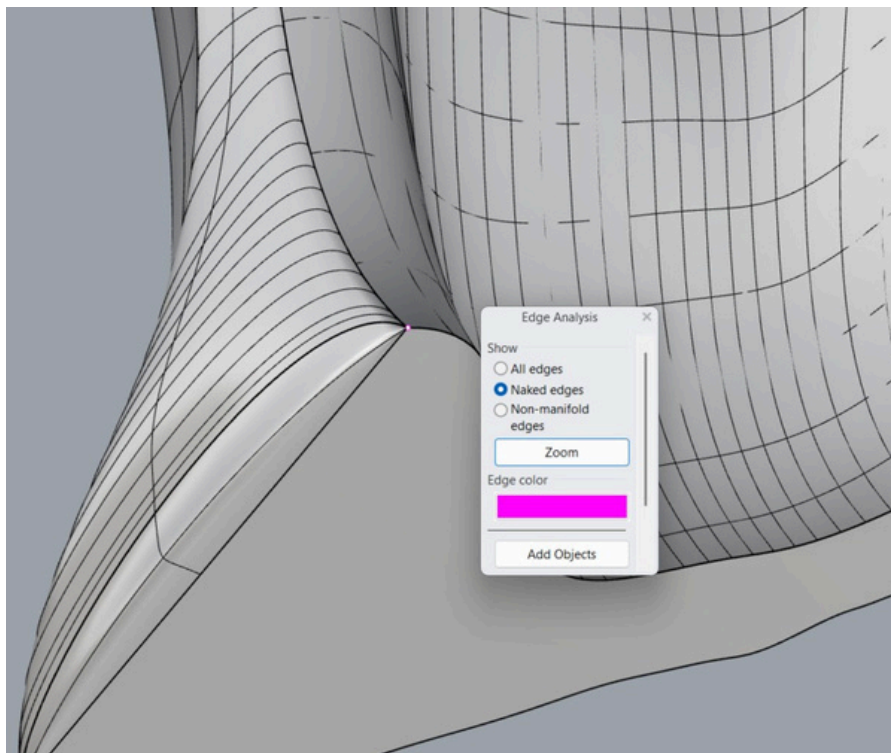 Edge Analysis
Show
All edges
Naked edges
Non-manifold
edges
Zoom
Edge color
Add Objects